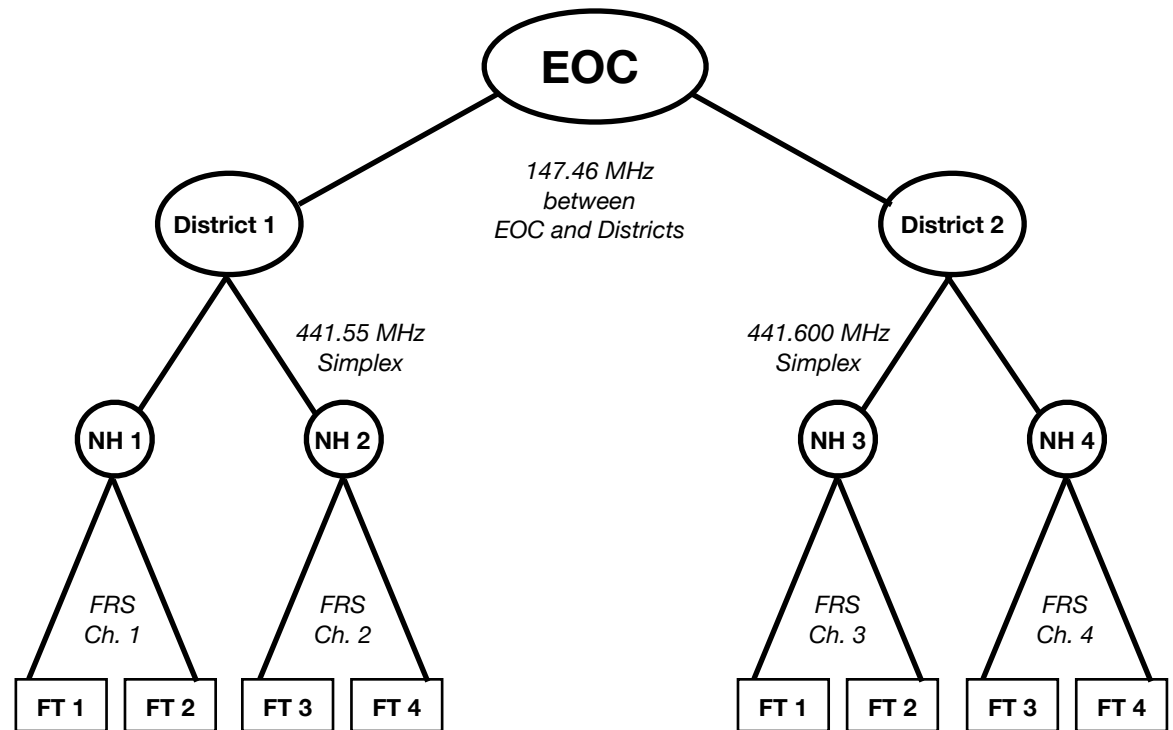 EOC
147.46 MHz
between
EOC and Districts
District 1
District 2
441.55 MHz
Simplex
441.600 MHz
Simplex
NH 1
NH 2
NH 3
NH 4
FRS
Ch. 1
FRS
Ch. 2
FRS
Ch. 3
FRS
Ch. 4
FT 1
FT 2
FT 3
FT 4
FT 1
FT 2
FT 3
FT 4